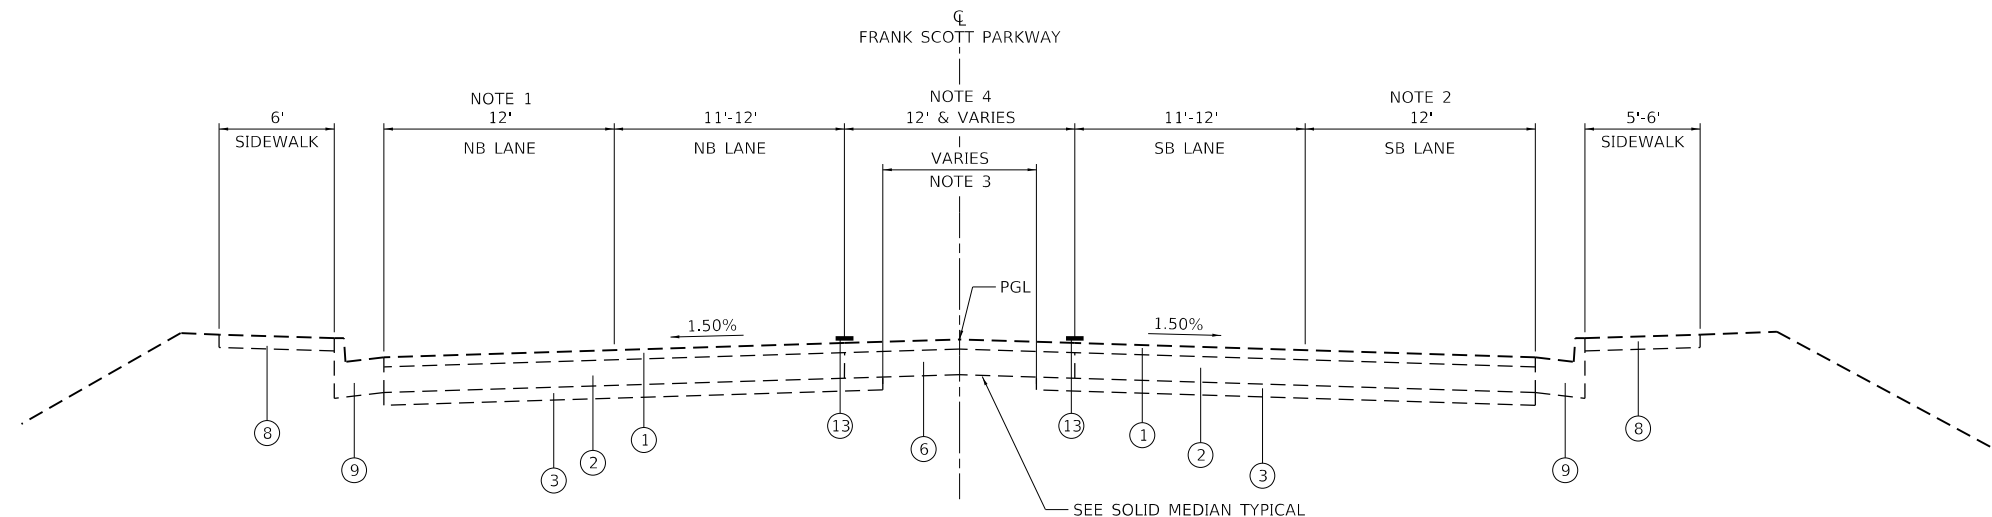 ℄
FRANK SCOTT PARKWAY
NOTE 1
NOTE 4
NOTE 2
6'
12'
11'-12'
12' & VARIES
11'-12'
12'
5'-6'
SIDEWALK
NB LANE
NB LANE
SB LANE
SB LANE
SIDEWALK
VARIES
NOTE 3
PGL
1.50%
1.50%
8
9
3
2
1
13
6
13
1
2
3
9
8
SEE SOLID MEDIAN TYPICAL